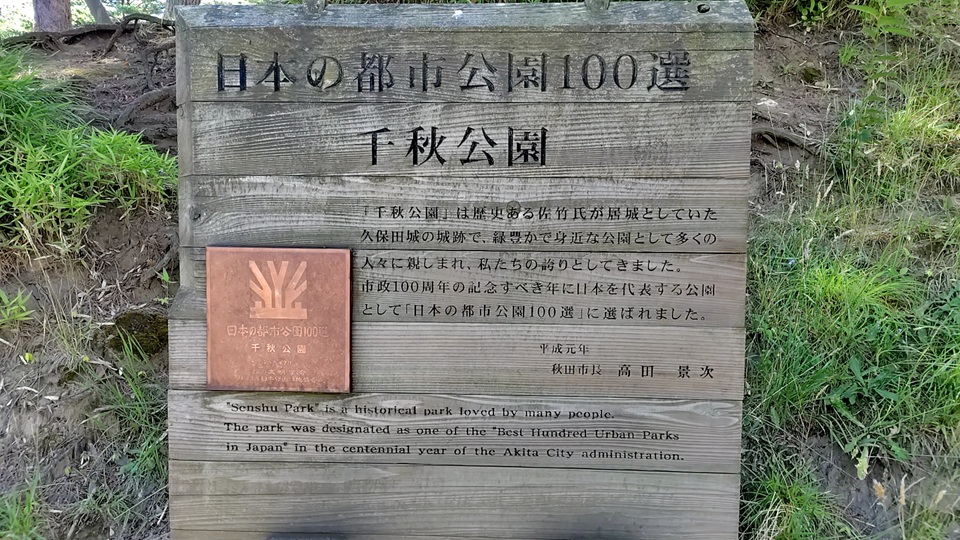 日本の都市公園100選
千秋公園
「千秋公園」は歴史ある佐竹氏が居城としていた
久保田城の城跡で、緑豊かで身近な公園として多くの
人々に親しまれ、私たちの誇りとしてきました。
市政100周年の記念すべき年に日本を代表する公園
として「日本の都市公園100選」に選ばれました。
平成元年
秋田市長 高田 景次
日本の都市公園100選
千秋公園
"Senshu Park" is a historical park loved by many people.
The park was designated as one of the "Best Hundred Urban Parks
in Japan" in the centennial year of the Akita City administration.